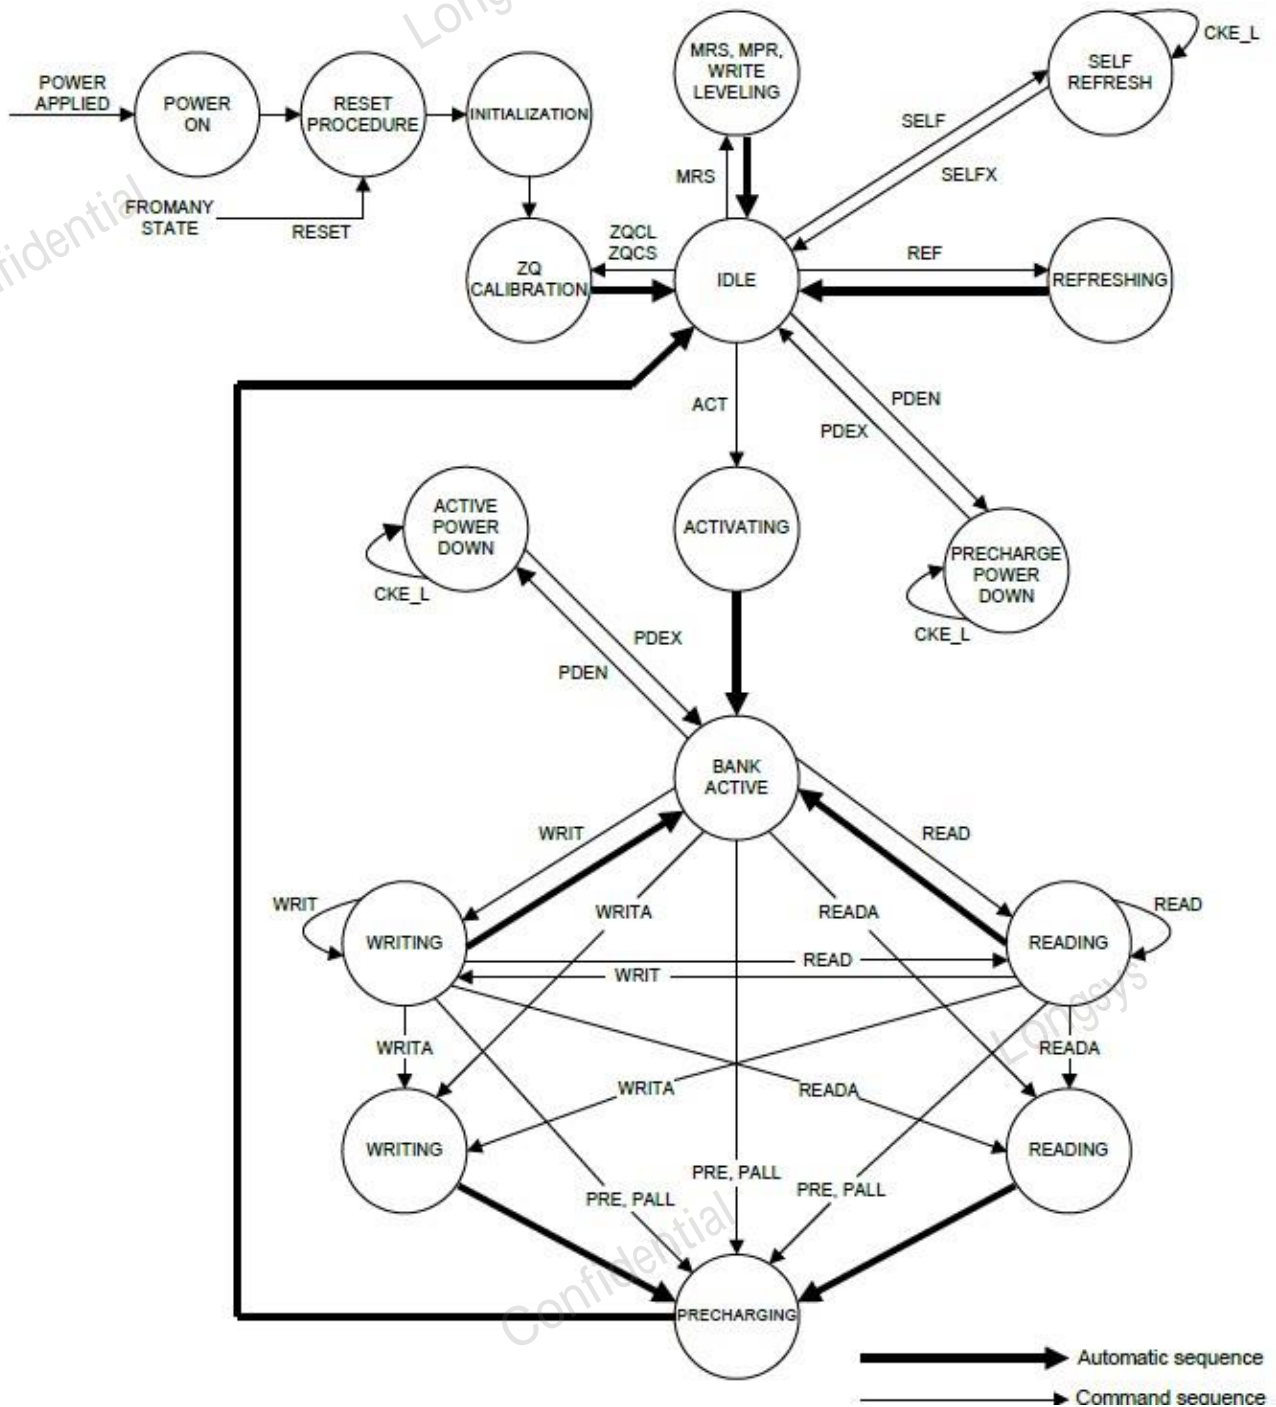 Long
CKE_L
MRS, MPR,
WRITE
LEVELING
SELF
REFRESH
POWER
APPLIED
POWER
ON
RESET
PROCEDURE
INITIALIZATION
SELF
MRS
SELFX
FROMANY
STATE
RESET
nfidential
ZQCL
ZQCS
REF
ZQ
CALIBRATION
IDLE
REFRESHING
ACT
PDEN
PDEX
ACTIVE
POWER
DOWN
ACTIVATING
PRECHARGE
POWER
DOWN
CKE_L
CKE_L
PDEX
PDEN
BANK
ACTIVE
WRIT
READ
WRIT
WRITA
READA
READ
WRITING
READING
READ
WRIT
Longsys
WRITA
READA
WRITA
READA
WRITING
READING
PRE, PALL
PRE, PALL
PRE, PALL
Confidential
PRECHARGING
Automatic sequence
Command sequence